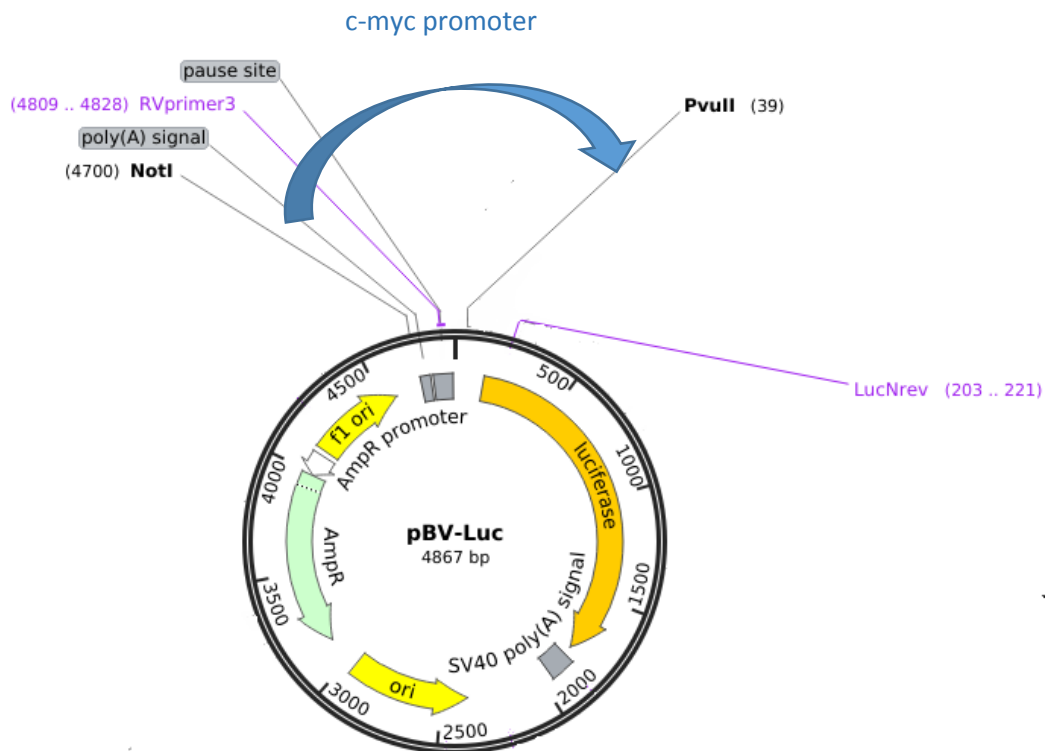 c-myc promoter
pause site
(4809 .. 4828) RVprimer3
PvuII (39)
poly(A) signal
(4700) NotI
LucNrev (203 .. 221)
4500
500
f1 ori
AmpR promoter
luciferase
4000
1000
pBV-Luc
4867 bp
AmpR
3500
1500
SV40 poly(A) signal
ori
3000
2000
2500